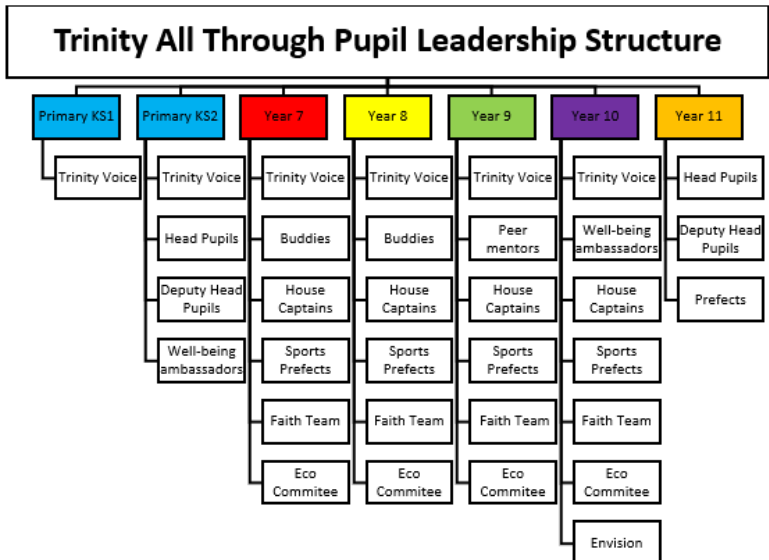 Trinity All Through Pupil Leadership Structure
Primary KS1
Primary KS2
Year 7
Year 8
Year 9
Year 10
Year 11
Trinity Voice
Trinity Voice
Head Pupils
Deputy Head
Pupils
Well-being
ambassadors
Trinity Voice
Buddies
House
Captains
Sports
Prefects
Faith Team
Eco
Commitee
Trinity Voice
Buddies
House
Captains
Sports
Prefects
Faith Team
Eco
Commitee
Trinity Voice
Peer
mentors
House
Captains
Sports
Prefects
Faith Team
Eco
Commitee
Trinity Voice
Well-being
ambassadors
House
Captains
Sports
Prefects
Faith Team
Eco
Commitee
Envision
Head Pupils
Deputy Head
Pupils
Prefects